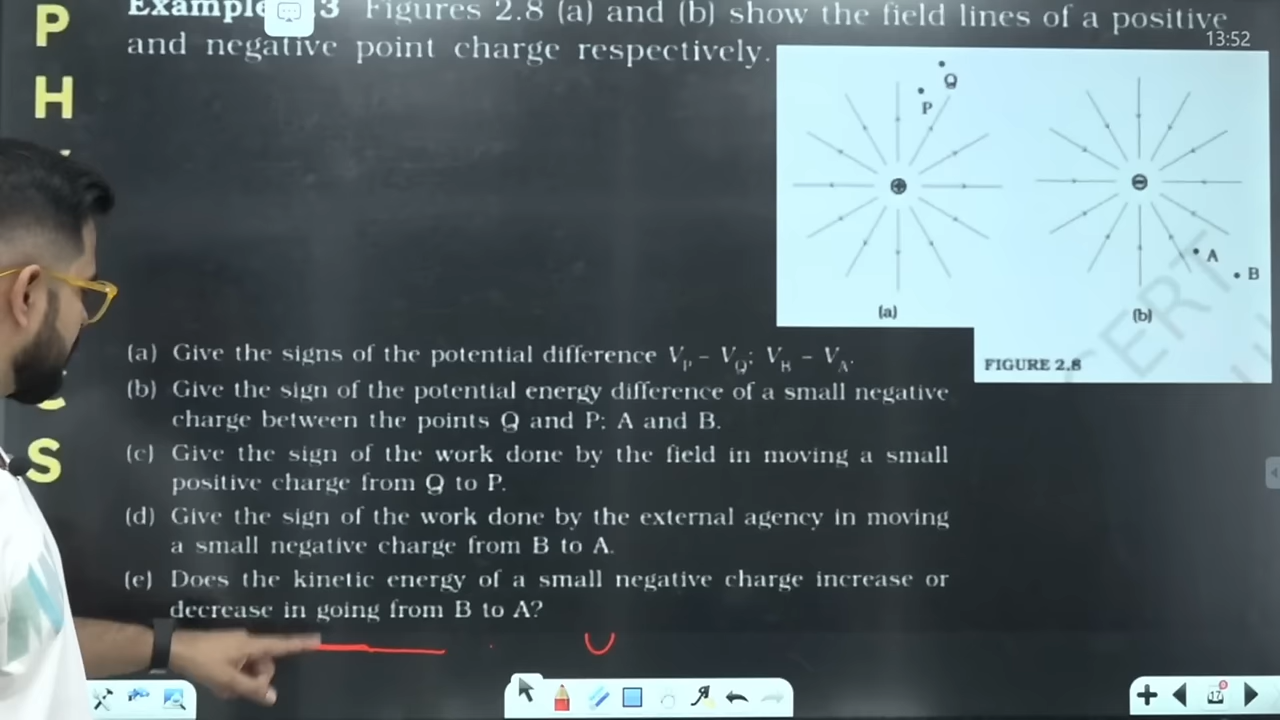 P
H
C
S
Example 3 Figures 2.8 (a) and (b) show the field lines of a positive
and negative point charge respectively.
13:52
Q
P
A
B
(a)
(b)
FIGURE 2.8
(a) Give the signs of the potential difference V_P – V_Q; V_B – V_A.
(b) Give the sign of the potential energy difference of a small negative
charge between the points Q and P; A and B.
(c) Give the sign of the work done by the field in moving a small
positive charge from Q to P.
(d) Give the sign of the work done by the external agency in moving
a small negative charge from B to A.
(e) Does the kinetic energy of a small negative charge increase or
decrease in going from B to A?
17